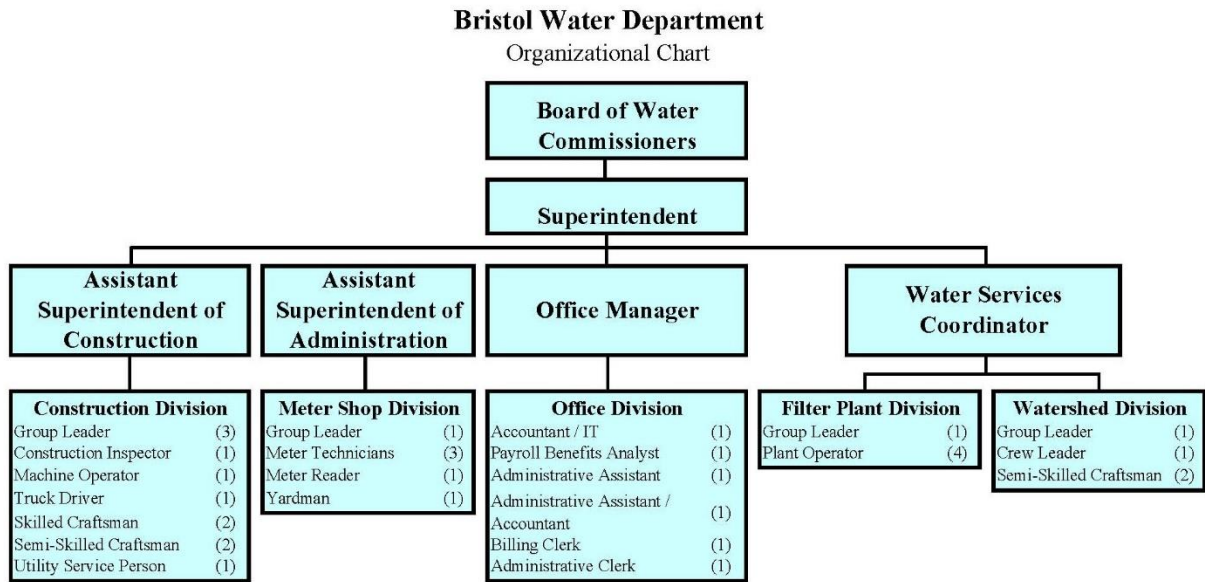 Bristol Water Department
Organizational Chart
Board of Water
Commissioners
Superintendent
Assistant
Superintendent of
Construction
Assistant
Superintendent of
Administration
Office Manager
Water Services
Coordinator
Construction Division
Group Leader (3)
Construction Inspector (1)
Machine Operator (1)
Truck Driver (1)
Skilled Craftsman (2)
Semi-Skilled Craftsman (2)
Utility Service Person (1)
Meter Shop Division
Group Leader (1)
Meter Technicians (3)
Meter Reader (1)
Yardman (1)
Office Division
Accountant / IT (1)
Payroll Benefits Analyst (1)
Administrative Assistant (1)
Administrative Assistant /
Accountant (1)
Billing Clerk (1)
Administrative Clerk (1)
Filter Plant Division
Group Leader (1)
Plant Operator (4)
Watershed Division
Group Leader (1)
Crew Leader (1)
Semi-Skilled Craftsman (2)